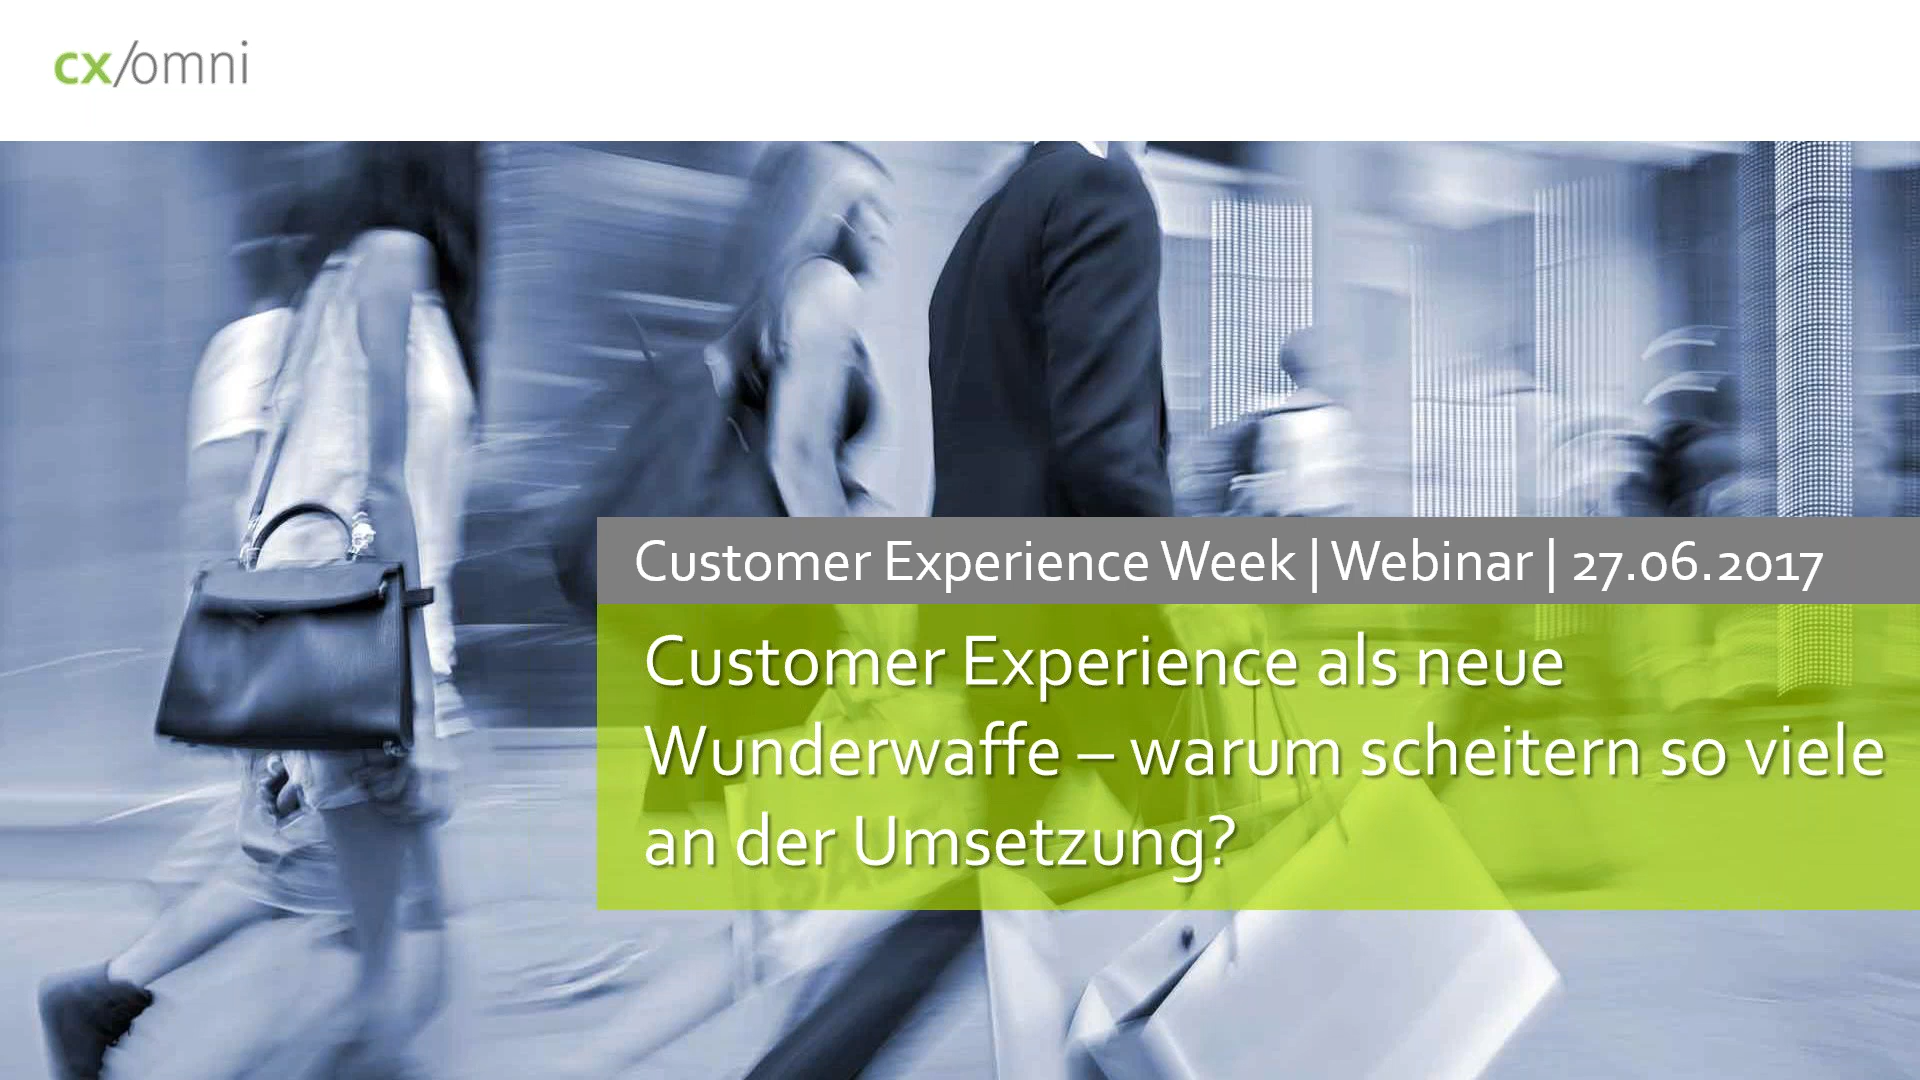 cx/omni
Customer Experience Week | Webinar | 27.06.2017
Customer Experience als neue
Wunderwaffe – warum scheitern so viele
an der Umsetzung?